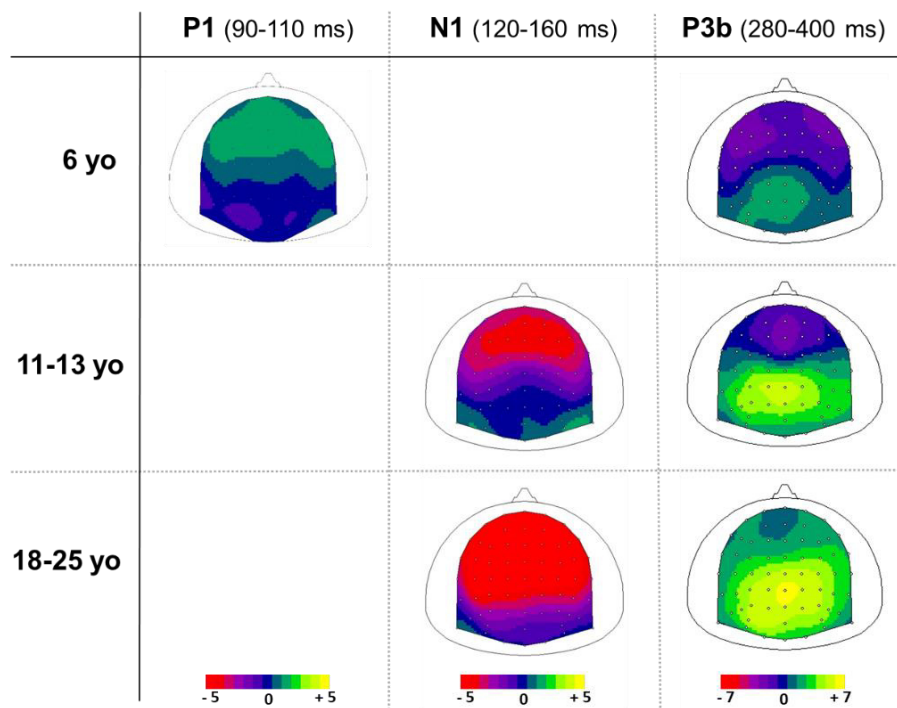 P1 (90-110 ms) N1 (120-160 ms) P3b (280-400 ms)
6 yo
11-13 yo
18-25 yo
- 5 0 + 5 - 5 0 + 5 - 7 0 + 7